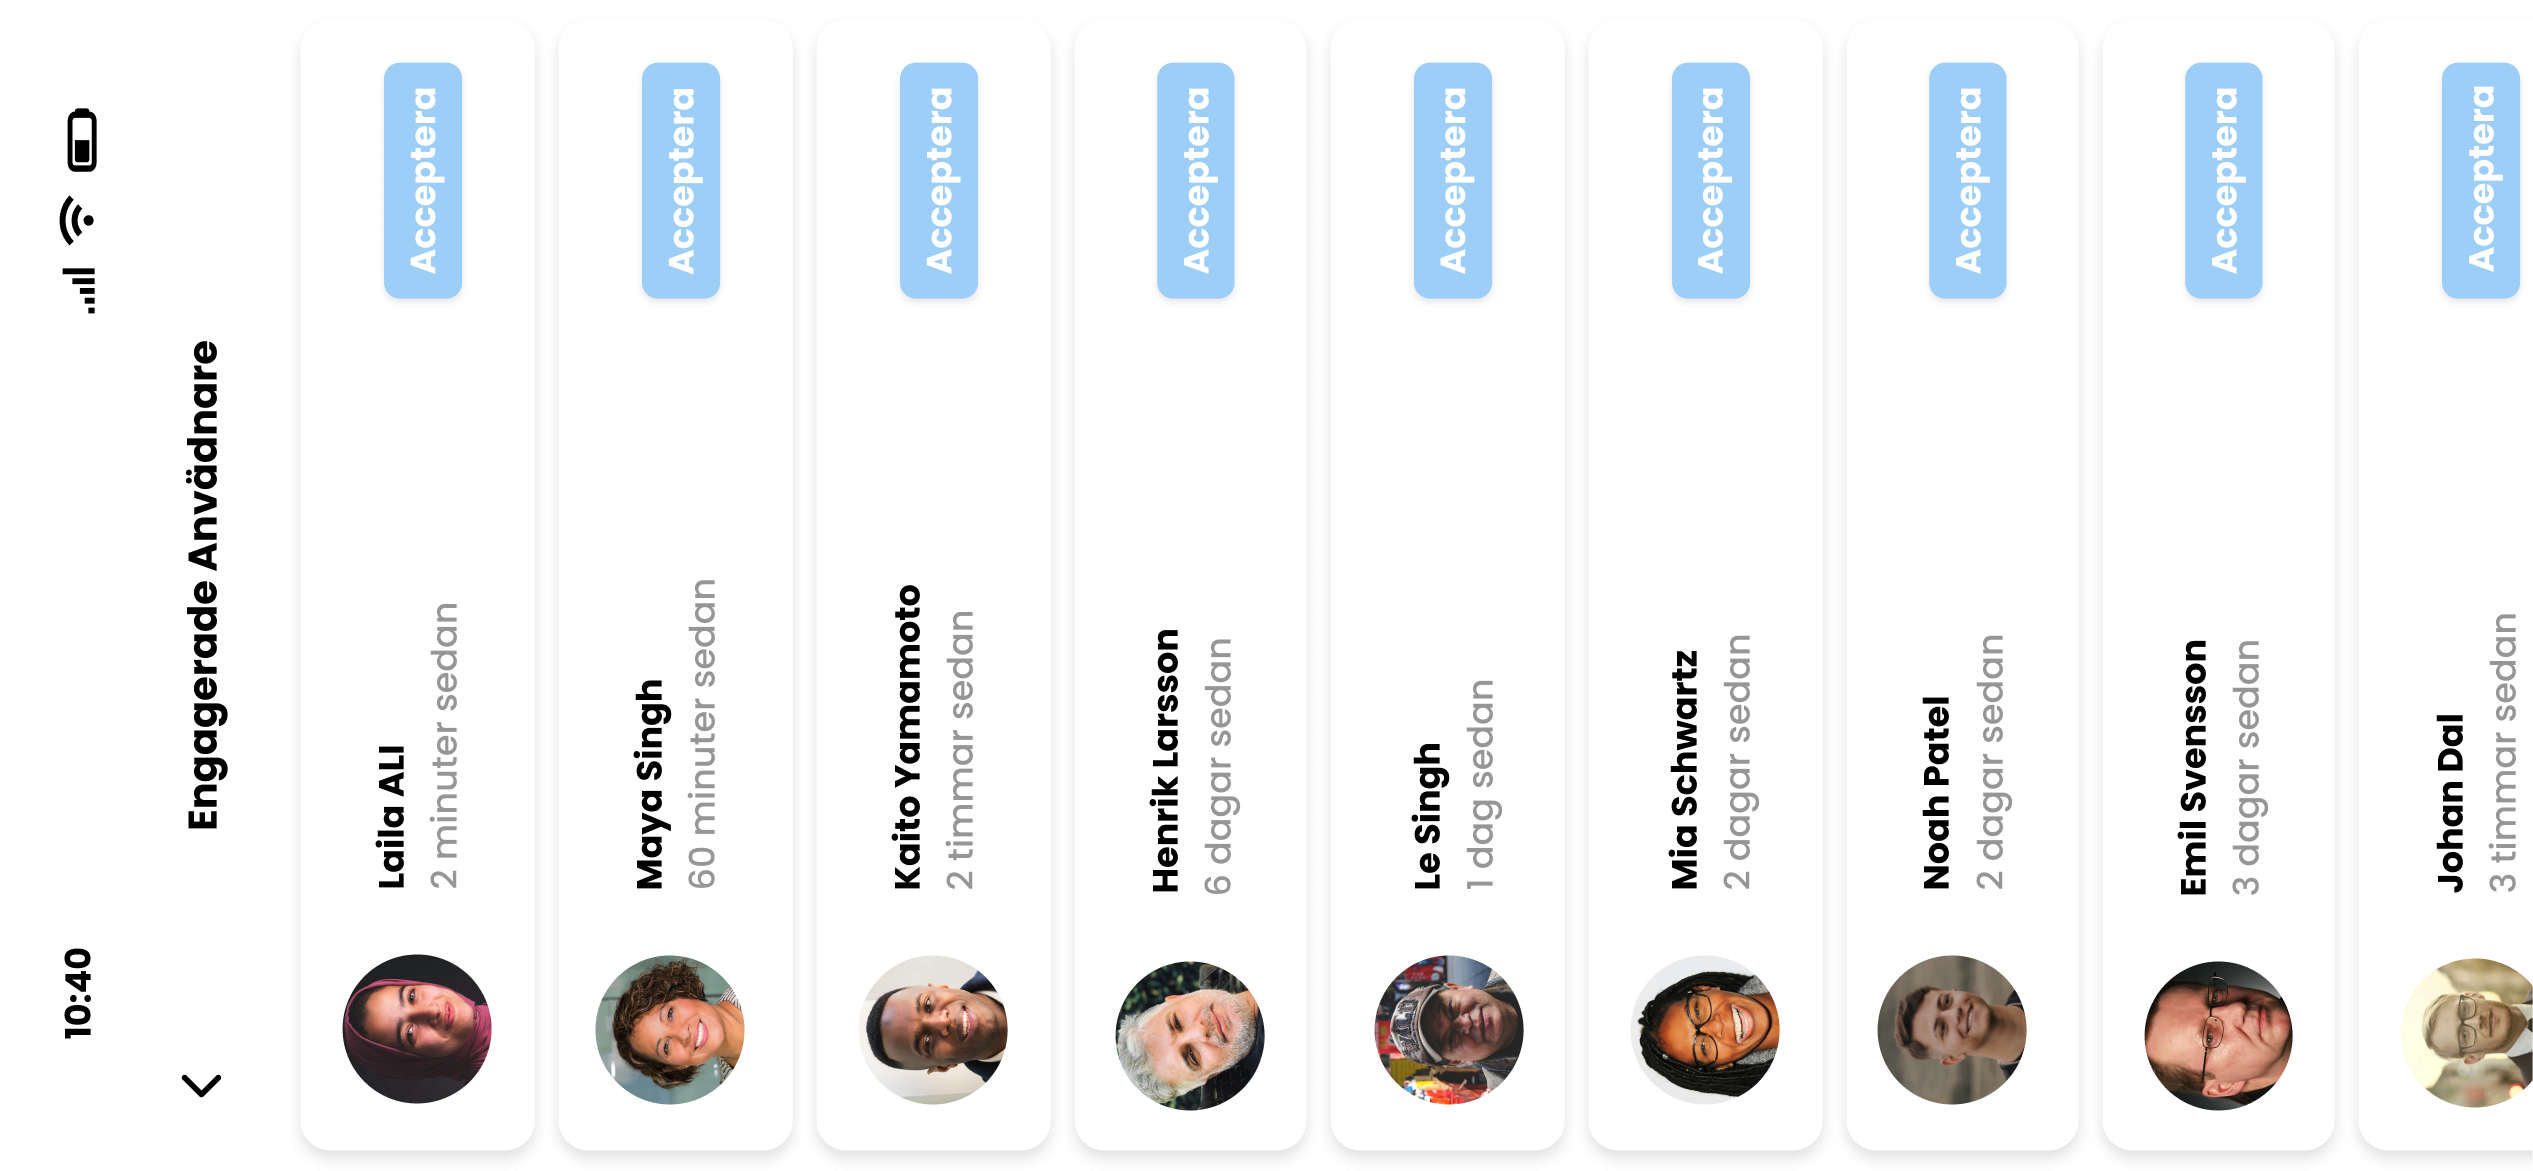 10:40
Engagerade Anvädnare
Laila ALI
2 minuter sedan
Acceptera
Maya Singh
60 minuter sedan
Acceptera
Kaito Yamamoto
2 timmar sedan
Acceptera
Henrik Larsson
6 dagar sedan
Acceptera
Le Singh
1 dag sedan
Acceptera
Mia Schwartz
2 dagar sedan
Acceptera
Noah Patel
2 dagar sedan
Acceptera
Emil Svensson
3 dagar sedan
Acceptera
Johan Dal
3 timmar sedan
Acceptera